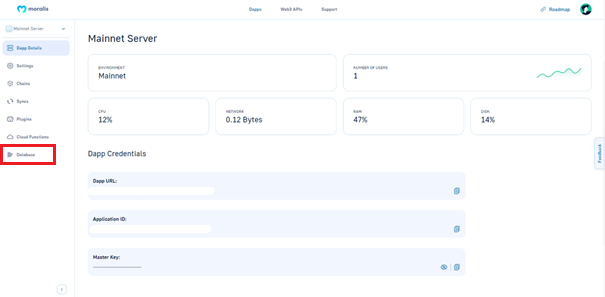 moralis
Dapps
Web3 APIs
Support
Roadmap
Mainnet Server
Dapp Details
Settings
Chains
Syncs
Plugins
Cloud Functions
Database
Mainnet Server
ENVIRONMENT
Mainnet
NUMBER OF USERS
1
CPU
12%
NETWORK
0.12 Bytes
RAM
47%
DISK
14%
Dapp Credentials
Dapp URL:
Application ID:
Master Key:
Feedback